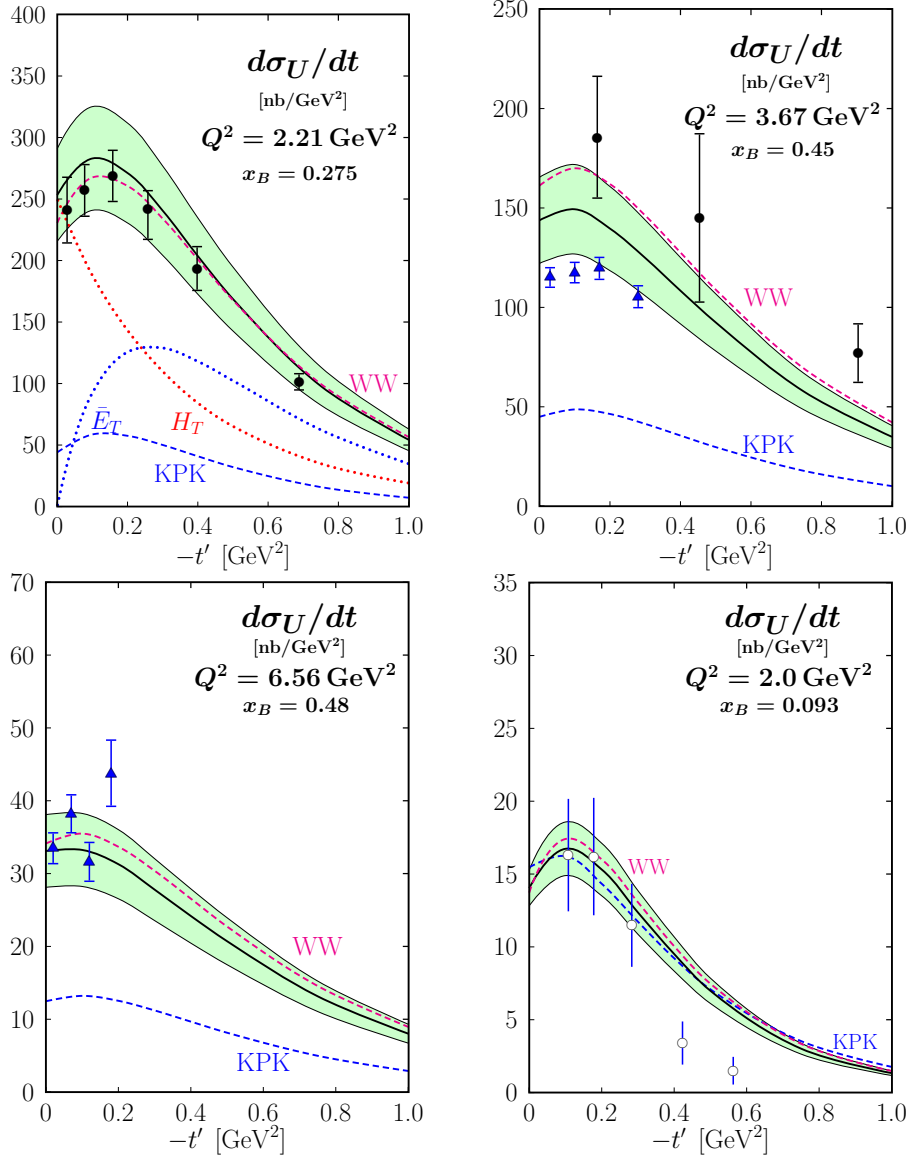 400
350
300
250
200
150
100
50
0
dσ_U/dt
[nb/GeV²]
Q² = 2.21 GeV²
x_B = 0.275
WW
Ē_T
H_T
KPK
0 0.2 0.4 0.6 0.8 1.0
−t′ [GeV²]
250
200
150
100
50
0
dσ_U/dt
[nb/GeV²]
Q² = 3.67 GeV²
x_B = 0.45
WW
KPK
0 0.2 0.4 0.6 0.8 1.0
−t′ [GeV²]
70
60
50
40
30
20
10
0
dσ_U/dt
[nb/GeV²]
Q² = 6.56 GeV²
x_B = 0.48
WW
KPK
0 0.2 0.4 0.6 0.8 1.0
−t′ [GeV²]
35
30
25
20
15
10
5
0
dσ_U/dt
[nb/GeV²]
Q² = 2.0 GeV²
x_B = 0.093
WW
KPK
0 0.2 0.4 0.6 0.8 1.0
−t′ [GeV²]